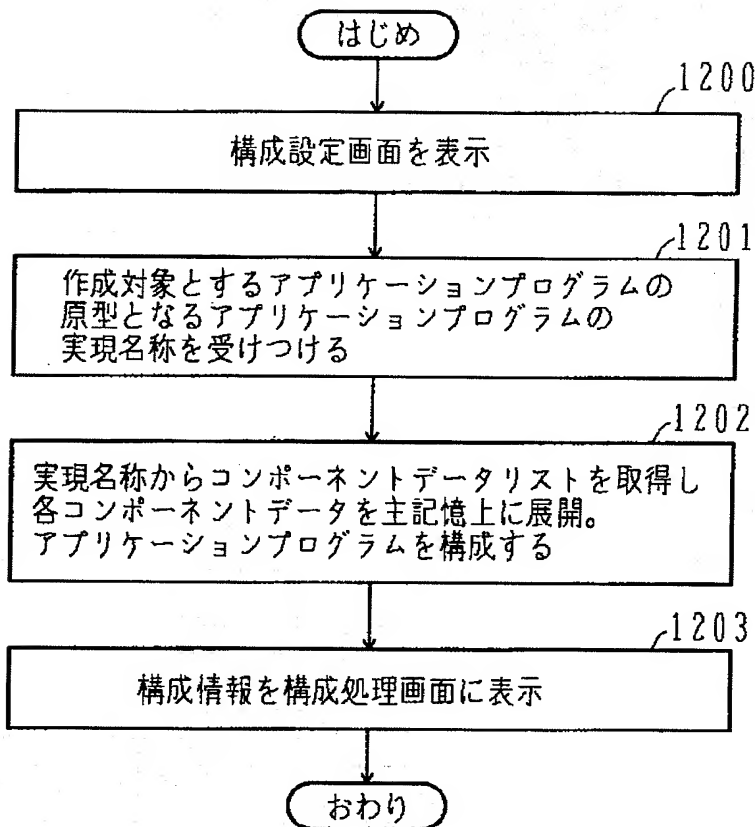 はじめ
1200
構成設定画面を表示
1201
作成対象とするアプリケーションプログラムの
原型となるアプリケーションプログラムの
実現名称を受けつける
1202
実現名称からコンポーネントデータリストを取得し
各コンポーネントデータを主記憶上に展開。
アプリケーションプログラムを構成する
1203
構成情報を構成処理画面に表示
おわり